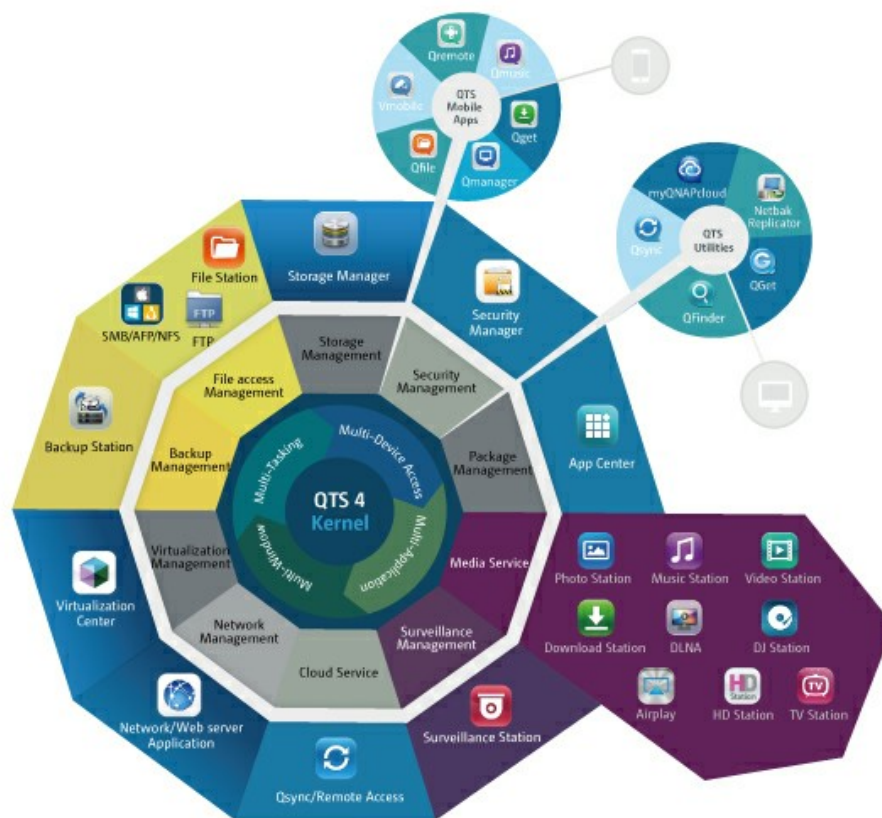 Qremote
Qmusic
Vmobile
QTS
Mobile
Apps
Qget
Qfile
Qmanager
myQNAPcloud
Netbak
Replicator
Qsync
QTS
Utilities
QGet
QFinder
File Station
Storage Manager
SMB/AFP/NFS
FTP
FTP
Security
Manager
Backup Station
App Center
Storage
Management
File access
Management
Security
Management
Backup
Management
Package
Management
Multi-Tasking
Multi-Device Access
QTS 4
Kernel
Multi-Window
Multi-Application
Virtualization
Management
Media Service
Network
Management
Surveillance
Management
Cloud Service
Virtualization
Center
Network/Web server
Application
Qsync/Remote Access
Surveillance Station
Photo Station
Music Station
Video Station
Download Station
DLNA
DJ Station
Airplay
HD
Station
HD Station
TV
TV Station